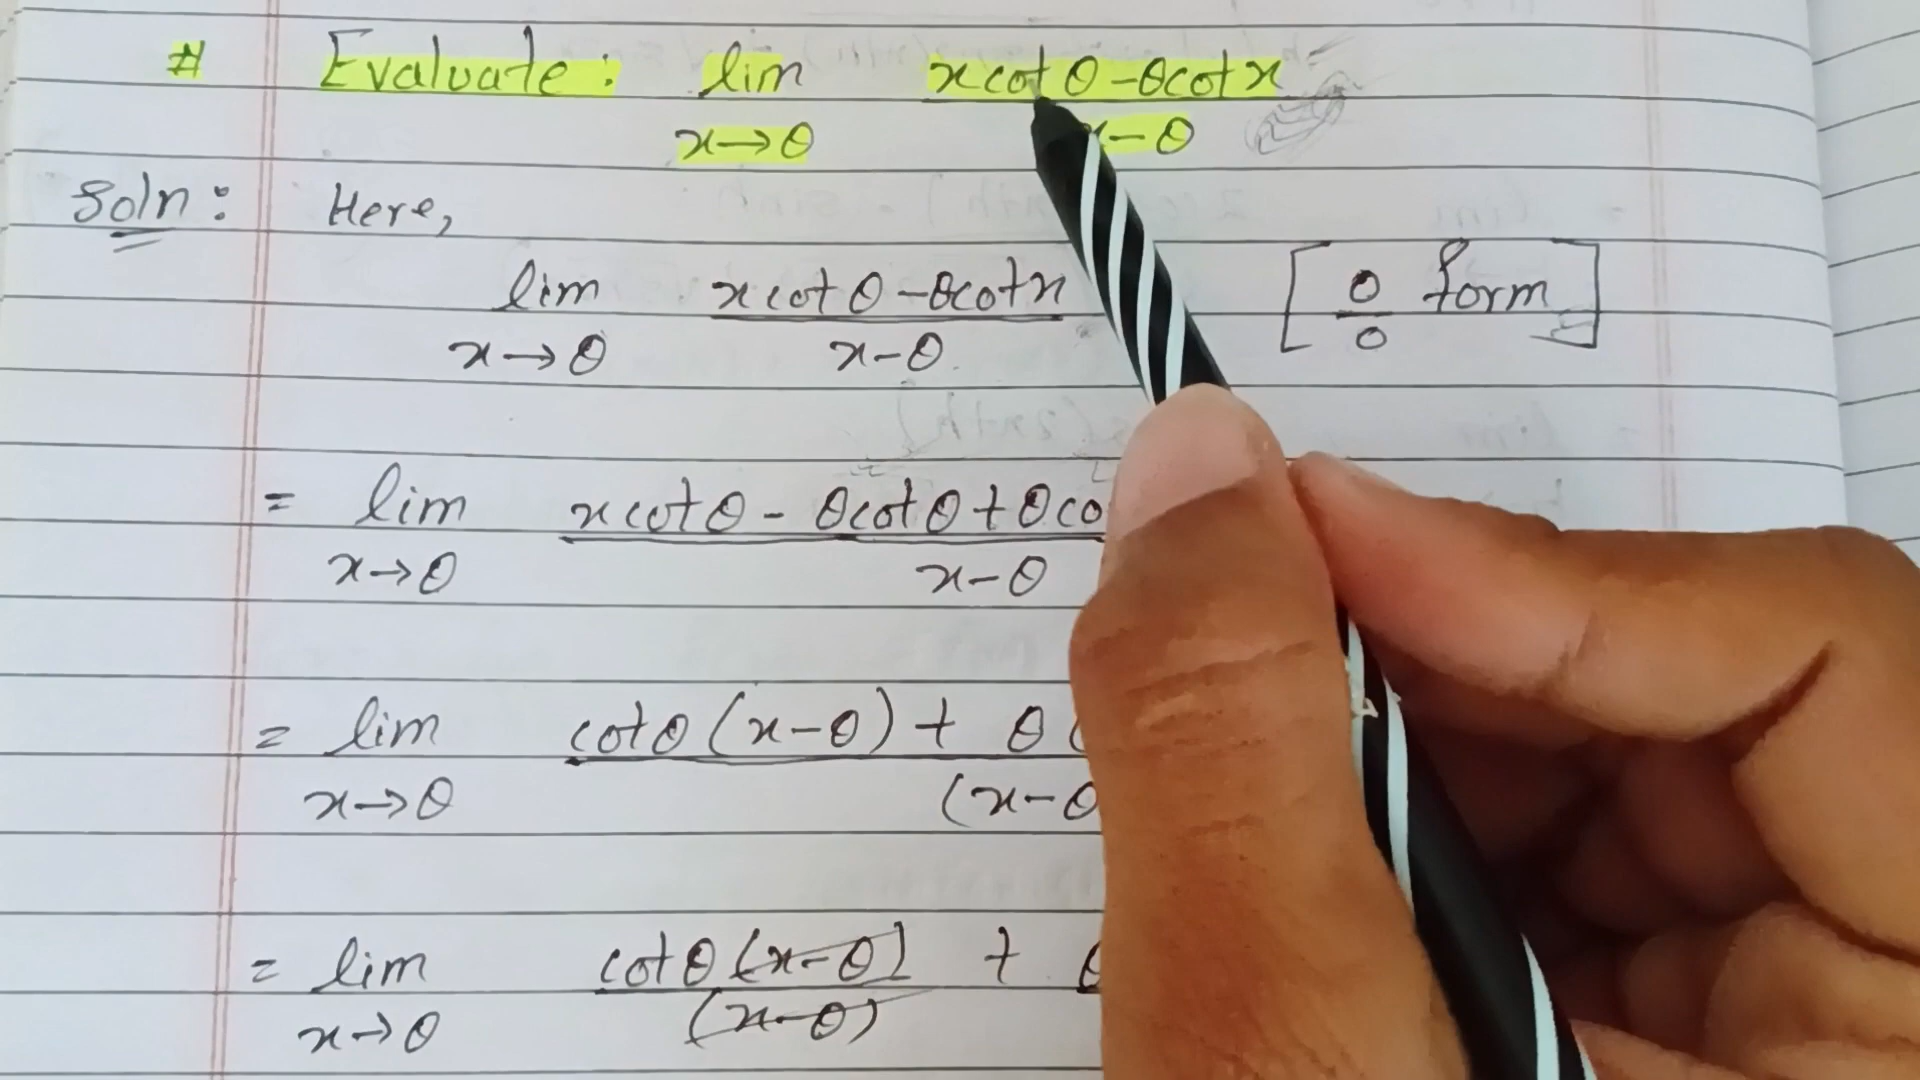 # Evaluate: lim x cot θ - θ cot x
x→θ x-θ
Soln: Here,
lim x cot θ - θ cot x [ 0/0 form ]
x→θ x-θ
= lim x cot θ - θ cot θ + θ co
x→θ x-θ
= lim cot θ (x-θ) + θ (
x→θ (x-θ
= lim cot θ (x-θ) +
x→θ (x-θ)